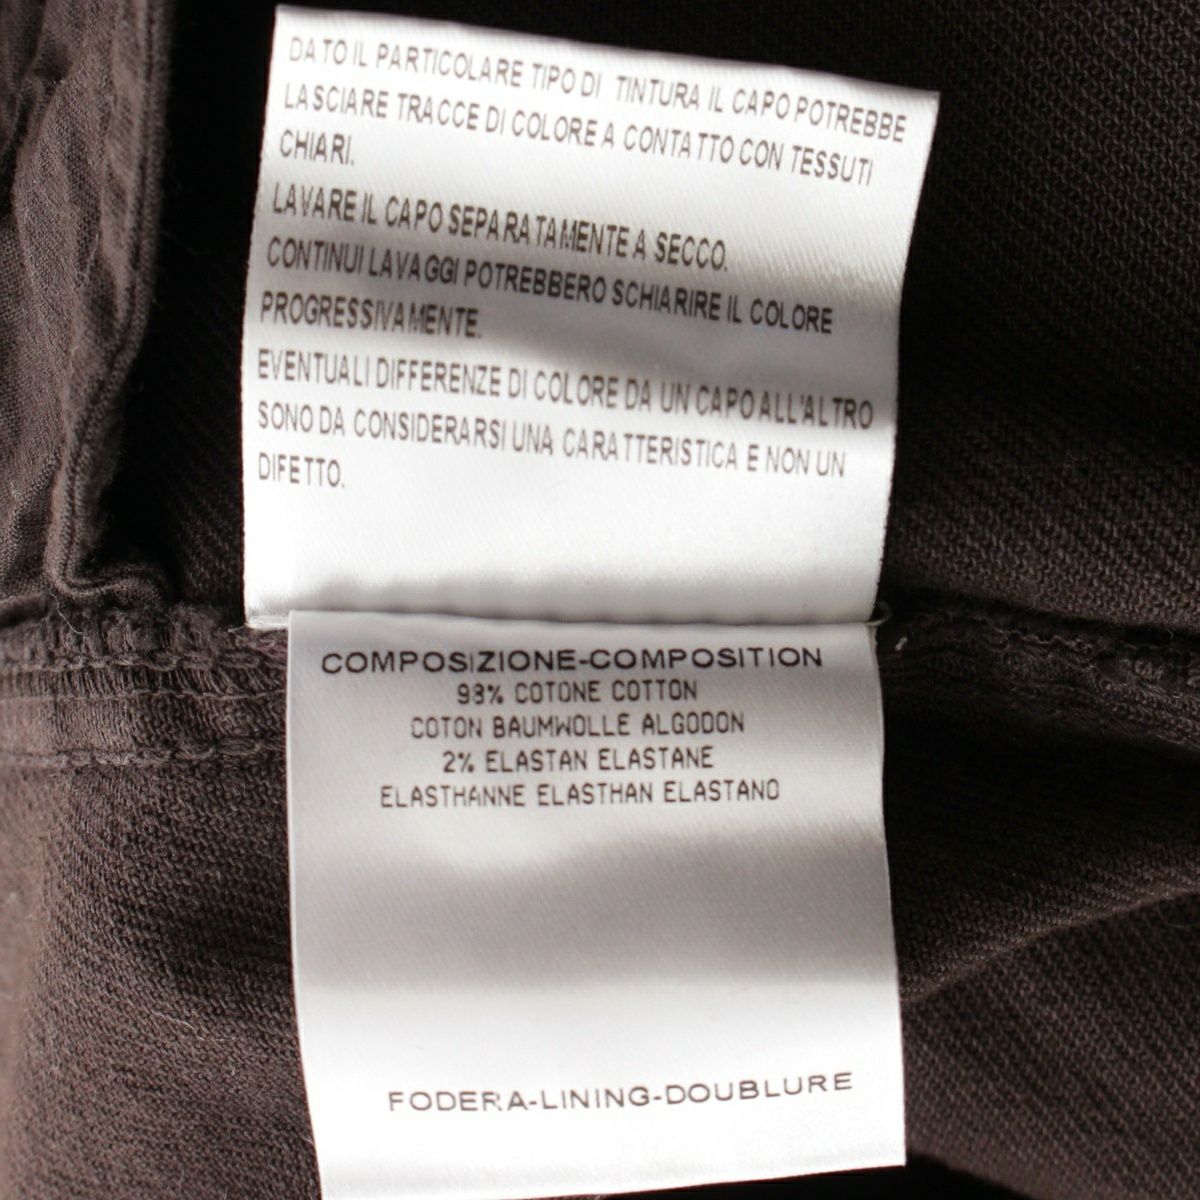 DATO IL PARTICOLARE TIPO DI TINTURA IL CAPO POTREBBE
LASCIARE TRACCE DI COLORE A CONTATTO CON TESSUTI
CHIARI.
LAVARE IL CAPO SEPARATAMENTE A SECCO.
CONTINUI LAVAGGI POTREBBERO SCHIARIRE IL COLORE
PROGRESSIVAMENTE.
EVENTUALI DIFFERENZE DI COLORE DA UN CAPO ALL'ALTRO
SONO DA CONSIDERARSI UNA CARATTERISTICA E NON UN
DIFETTO.
COMPOSIZIONE-COMPOSITION
98% COTONE COTTON
COTON BAUMWOLLE ALGODON
2% ELASTAN ELASTANE
ELASTHANNE ELASTHAN ELASTANO
FODERA-LINING-DOUBLURE